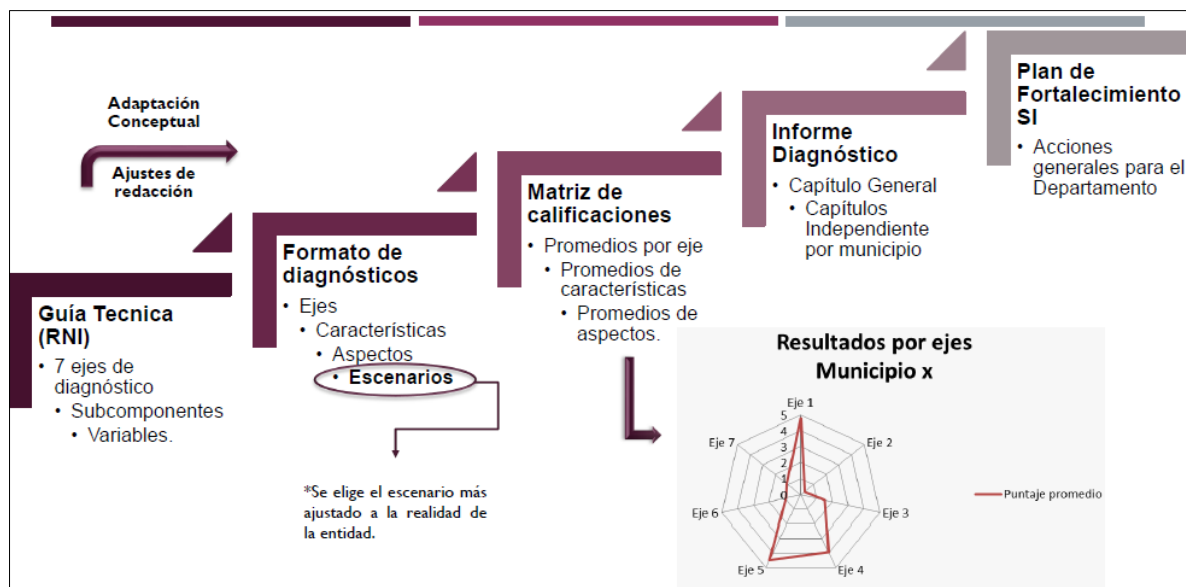 Adaptación
Conceptual
Ajustes de
redacción
Guía Tecnica
(RNI)
• 7 ejes de
diagnóstico
• Subcomponentes
• Variables.
Formato de
diagnósticos
• Ejes
• Características
• Aspectos
• Escenarios
*Se elige el escenario más
ajustado a la realidad de
la entidad.
Matriz de
calificaciones
• Promedios por eje
• Promedios de
características
• Promedios de
aspectos.
Informe
Diagnóstico
• Capítulo General
• Capítulos
Independiente
por municipio
Plan de
Fortalecimiento
SI
• Acciones
generales para el
Departamento
Resultados por ejes
Municipio x
Eje 1
Eje 2
Eje 3
Eje 4
Eje 5
Eje 6
Eje 7
5
4
3
2
1
0
Puntaje promedio